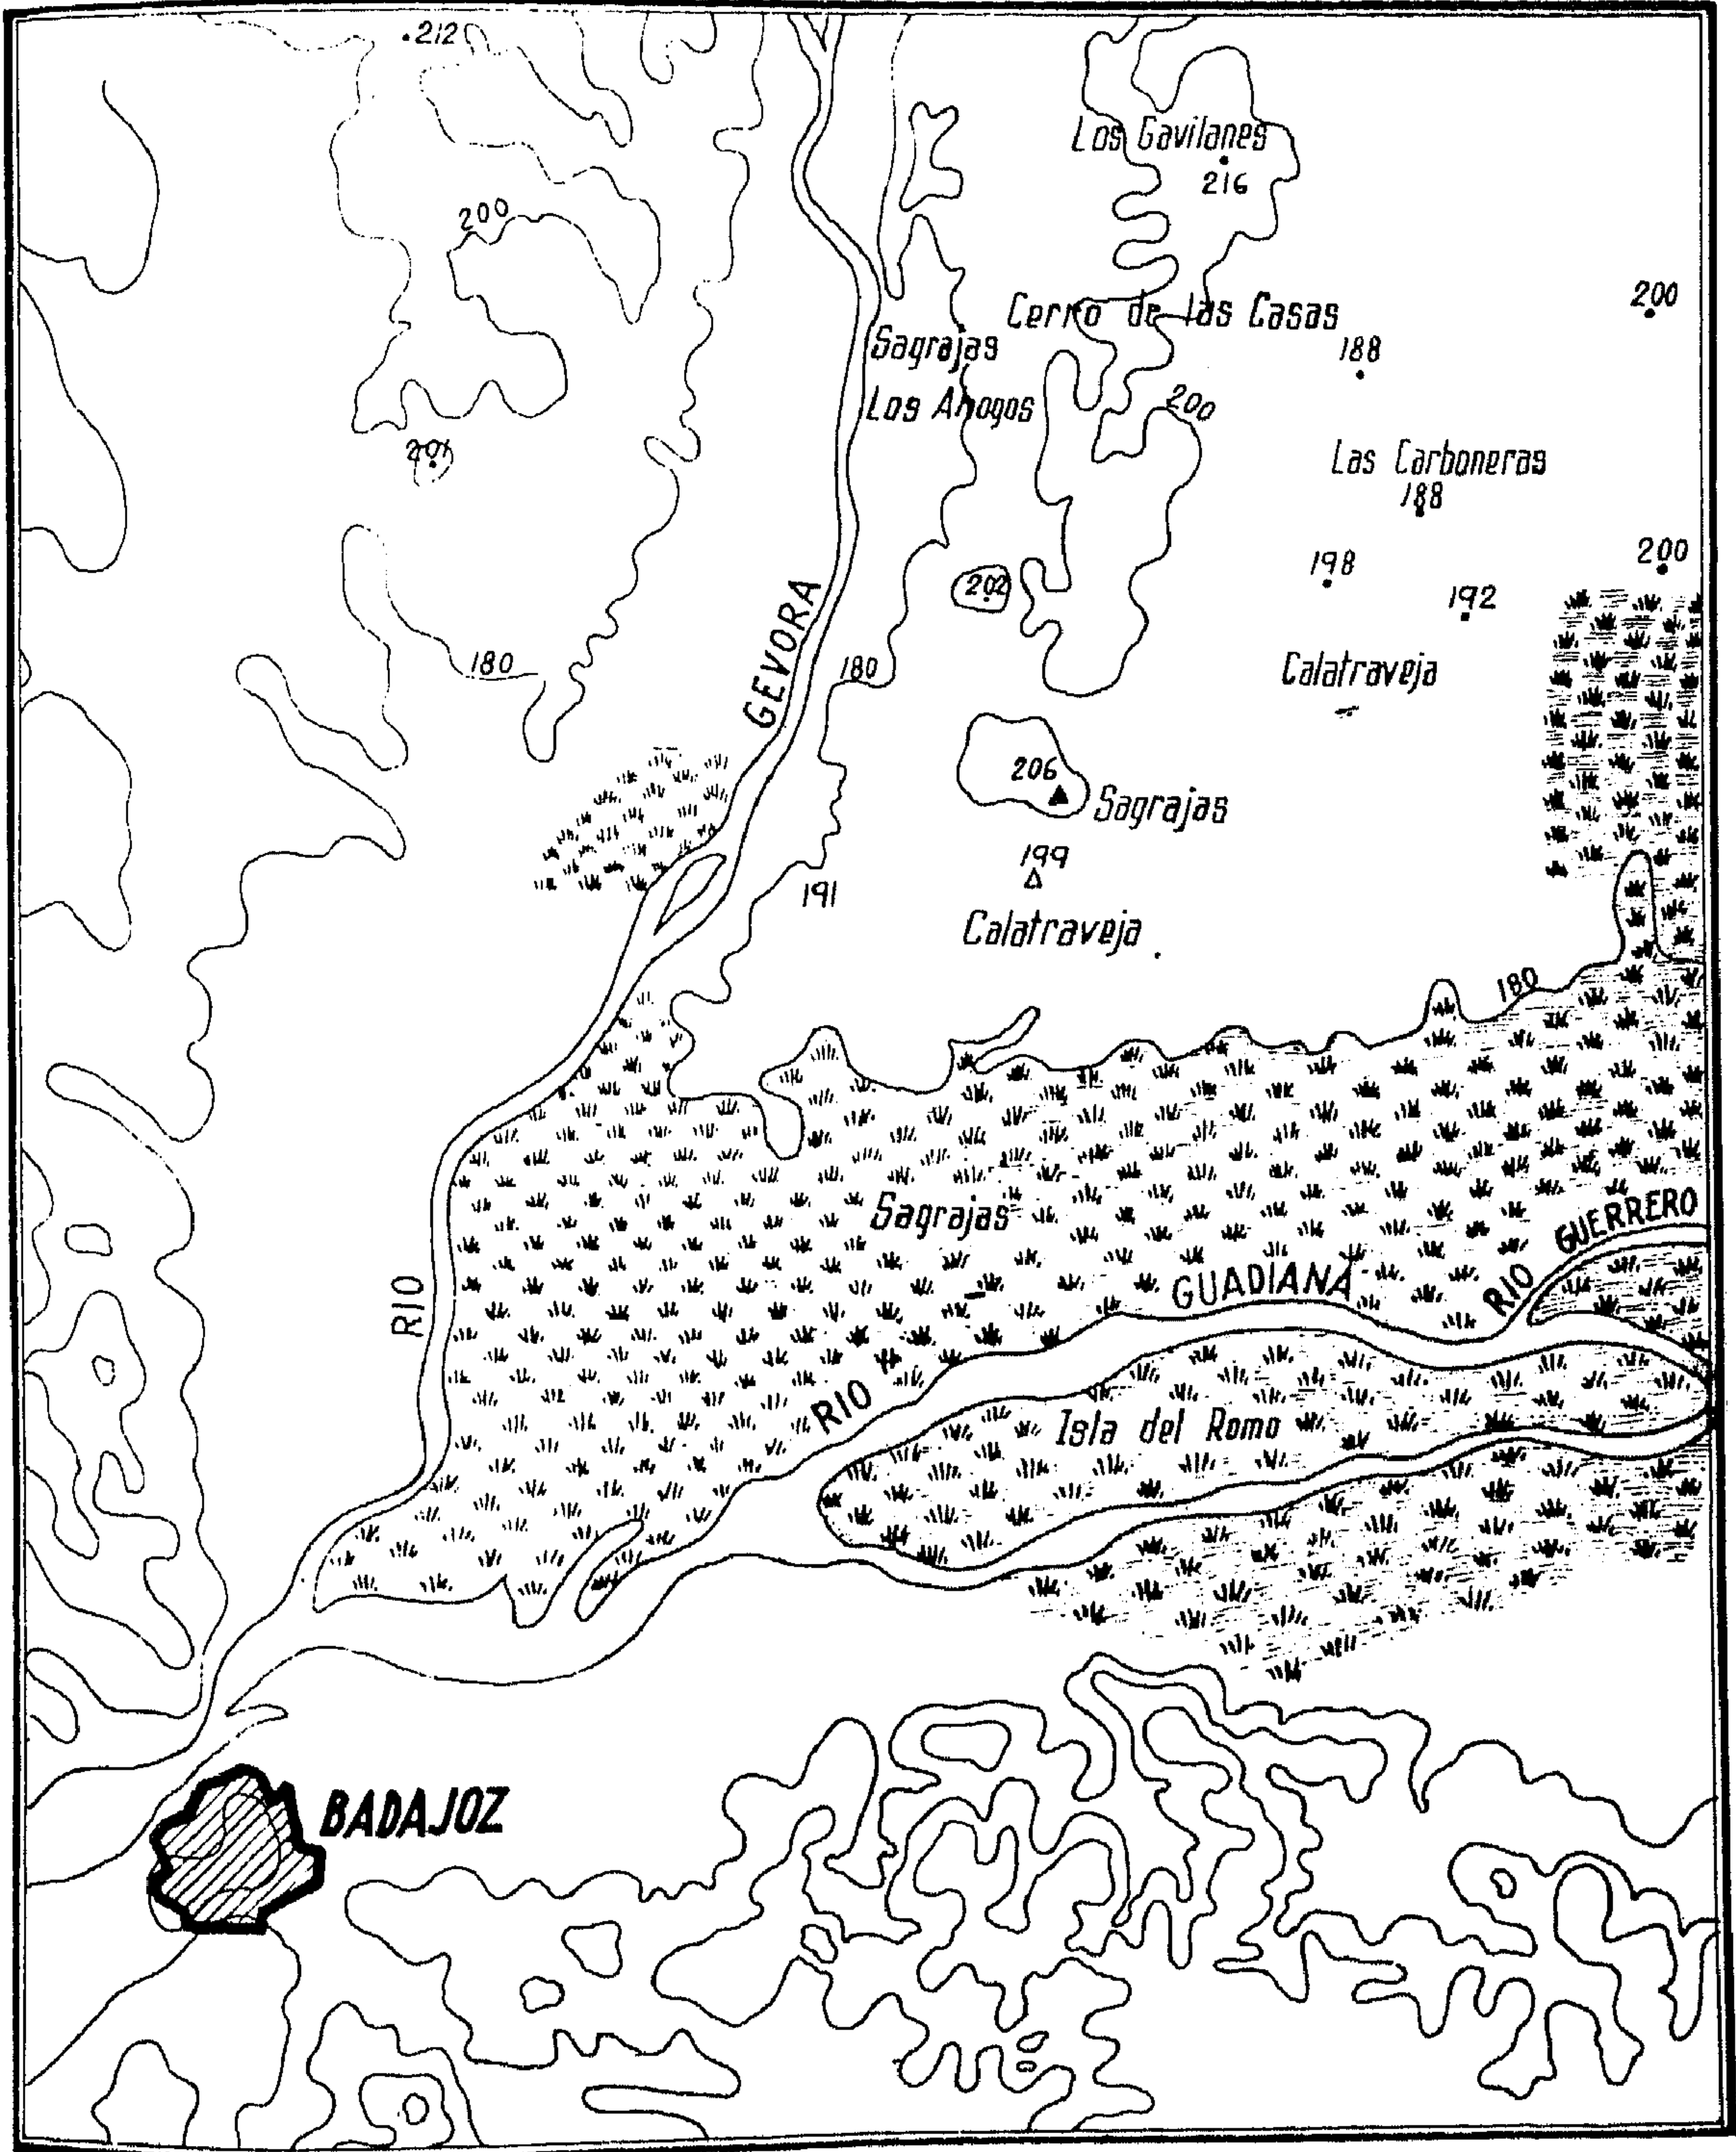 .212
Los Gavilanes
216
200
200
Cerro de las Casas
Sagrajas
188
Los Ahogos
200
Las Carboneras
188
198
200
202
192
GEVORA
180
180
Calatraveja
206
Sagrajas
199
191
Calatraveja
180
Sagrajas
GUERRERO
RIO
GUADIANA
RIO
RIO
Isla del Romo
BADAJOZ